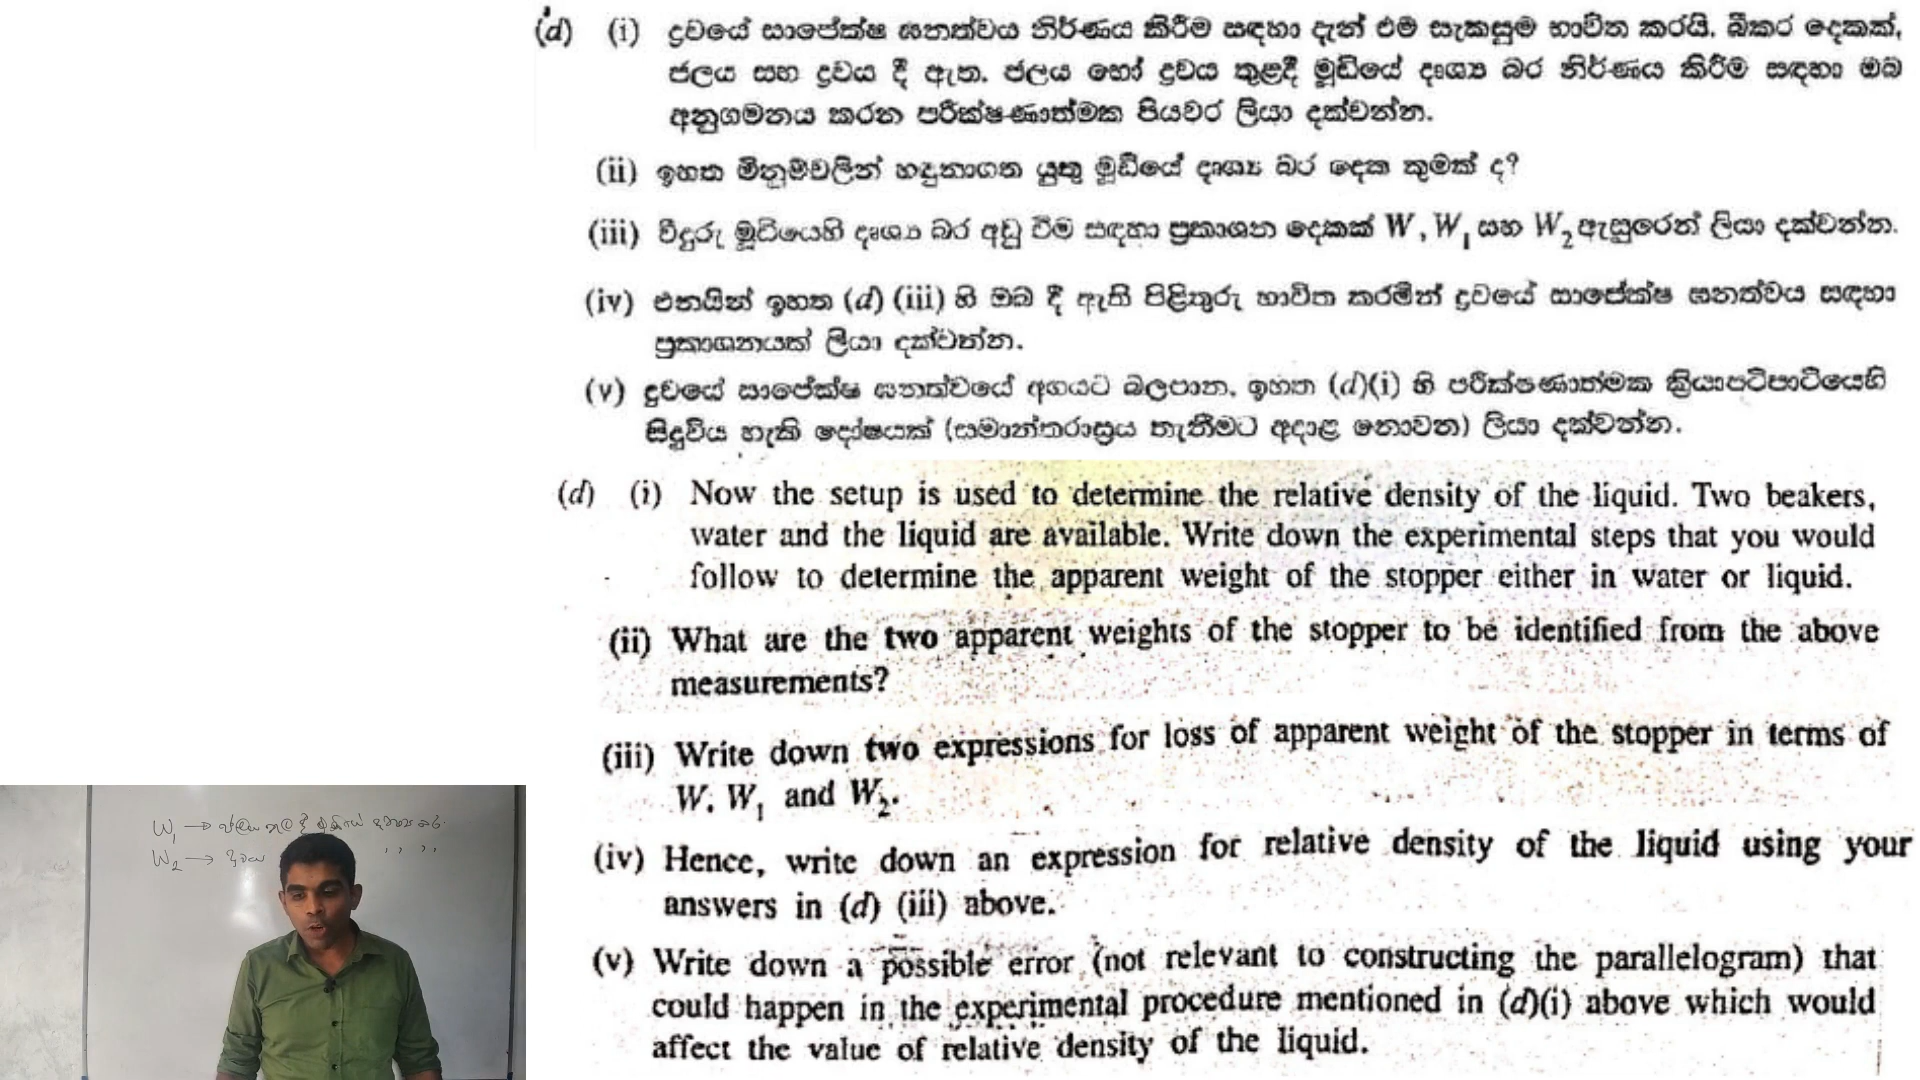 (d) (i) ද්‍රවයේ සාපේක්ෂ ඝනත්වය නිර්ණය කිරීම සඳහා දැන් එම සැකසුම භාවිත කරයි. බීකර දෙකක්,
ජලය සහ ද්‍රවය දී ඇත. ජලය හෝ ද්‍රවය තුළදී මූඩියේ දෘශ්‍ය බර නිර්ණය කිරීම සඳහා ඔබ
අනුගමනය කරන පරීක්ෂණාත්මක පියවර ලියා දක්වන්න.
(ii) ඉහත මිනුම්වලින් හඳුනාගත යුතු මූඩියේ දෘශ්‍ය බර දෙක කුමක් ද?
(iii) වීදුරු මූඩියෙහි දෘශ්‍ය බර අඩු වීම සඳහා ප්‍රකාශන දෙකක් W, W₁ සහ W₂ ඇසුරෙන් ලියා දක්වන්න.
(iv) එනයින් ඉහත (d) (iii) හි ඔබ දී ඇති පිළිතුරු භාවිත කරමින් ද්‍රවයේ සාපේක්ෂ ඝනත්වය සඳහා
ප්‍රකාශනයක් ලියා දක්වන්න.
(v) ද්‍රවයේ සාපේක්ෂ ඝනත්වයේ අගයට බලපාන, ඉහත (d)(i) හි පරීක්ෂණාත්මක ක්‍රියාපටිපාටියෙහි
සිදුවිය හැකි දෝෂයක් (සමාන්තරාස්‍රය තැනීමට අදාළ නොවන) ලියා දක්වන්න.
(d) (i) Now the setup is used to determine the relative density of the liquid. Two beakers,
water and the liquid are available. Write down the experimental steps that you would
follow to determine the apparent weight of the stopper either in water or liquid.
(ii) What are the two apparent weights of the stopper to be identified from the above
measurements?
(iii) Write down two expressions for loss of apparent weight of the stopper in terms of
W, W₁ and W₂.
(iv) Hence, write down an expression for relative density of the liquid using your
answers in (d) (iii) above.
(v) Write down a possible error (not relevant to constructing the parallelogram) that
could happen in the experimental procedure mentioned in (d)(i) above which would
affect the value of relative density of the liquid.
W₁ →
W₂ → ද්‍රවය